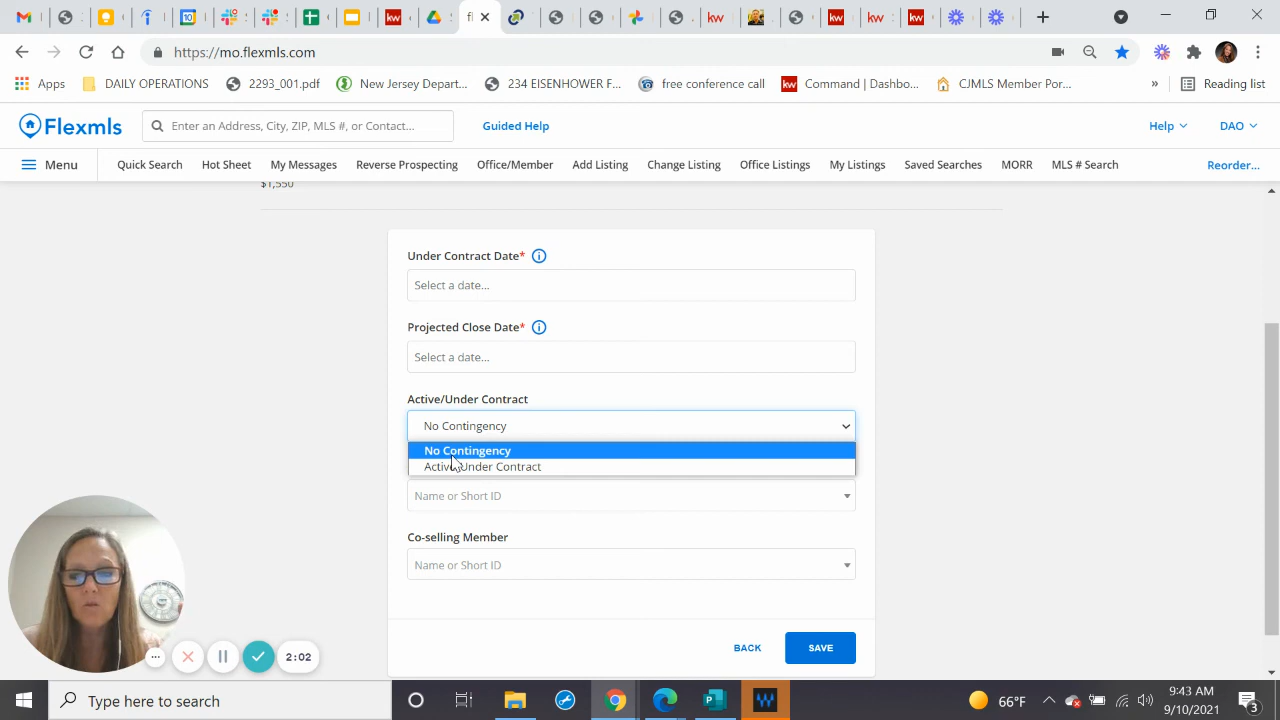 31
fl
https://mo.flexmls.com
Apps
DAILY OPERATIONS
2293_001.pdf
New Jersey Depart...
234 EISENHOWER F...
free conference call
kw
Command | Dashbo...
CJMLS Member Por...
»
Reading list
Flexmls
Enter an Address, City, ZIP, MLS #, or Contact...
Guided Help
Help
DAO
Menu
Quick Search
Hot Sheet
My Messages
Reverse Prospecting
Office/Member
Add Listing
Change Listing
Office Listings
My Listings
Saved Searches
MORR
MLS # Search
Reorder...
$1,550
Under Contract Date*
Select a date...
Projected Close Date*
Select a date...
Active/Under Contract
No Contingency
No Contingency
Active Under Contract
Name or Short ID
Co-selling Member
Name or Short ID
BACK
SAVE
2:02
Type here to search
66°F
9:43 AM
9/10/2021
3